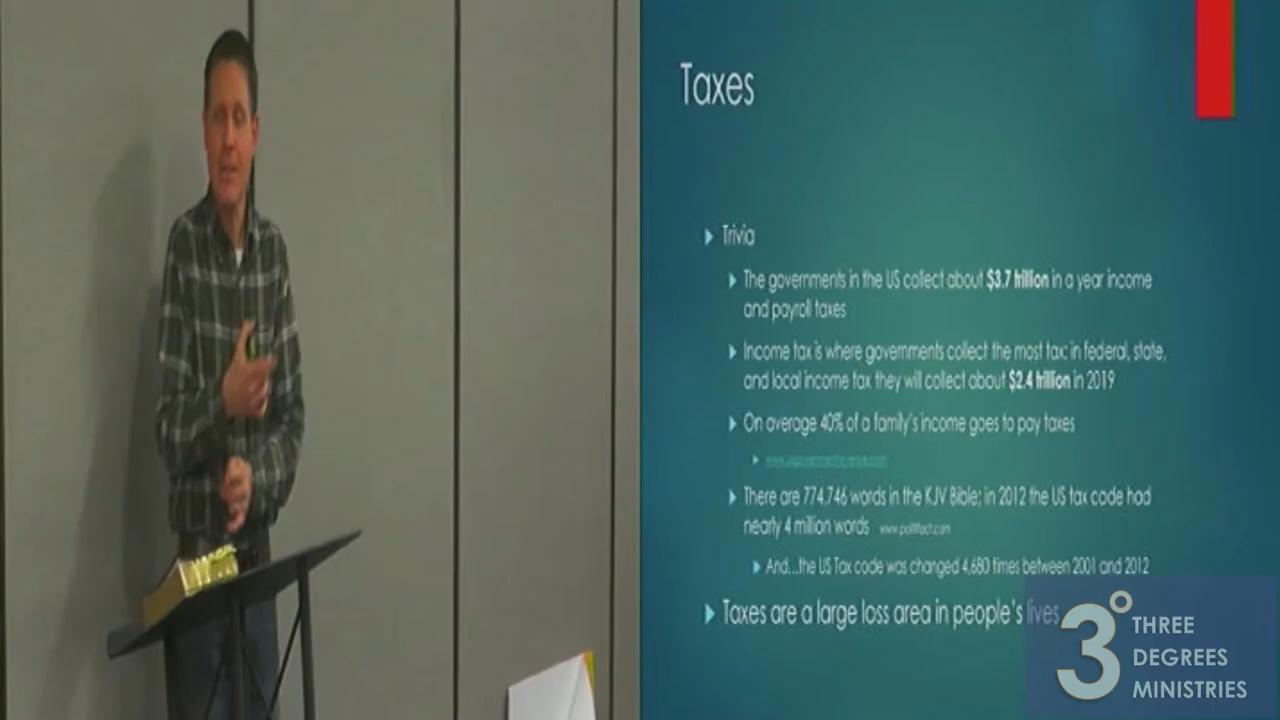 Taxes
Trivia
The governments in the US collect about $3.7 trillion in a year income
and payroll taxes
Income tax is where governments collect the most tax; in federal, state,
and local income tax they will collect about $2.4 trillion in 2019
On average 40% of a family's income goes to pay taxes
There are 774,746 words in the KJV Bible; in 2012 the US tax code had
nearly 4 million words www.politifact.com
And...the US Tax code was changed 4,680 times between 2001 and 2012
Taxes are a large loss area in people's lives
3°
THREE
DEGREES
MINISTRIES